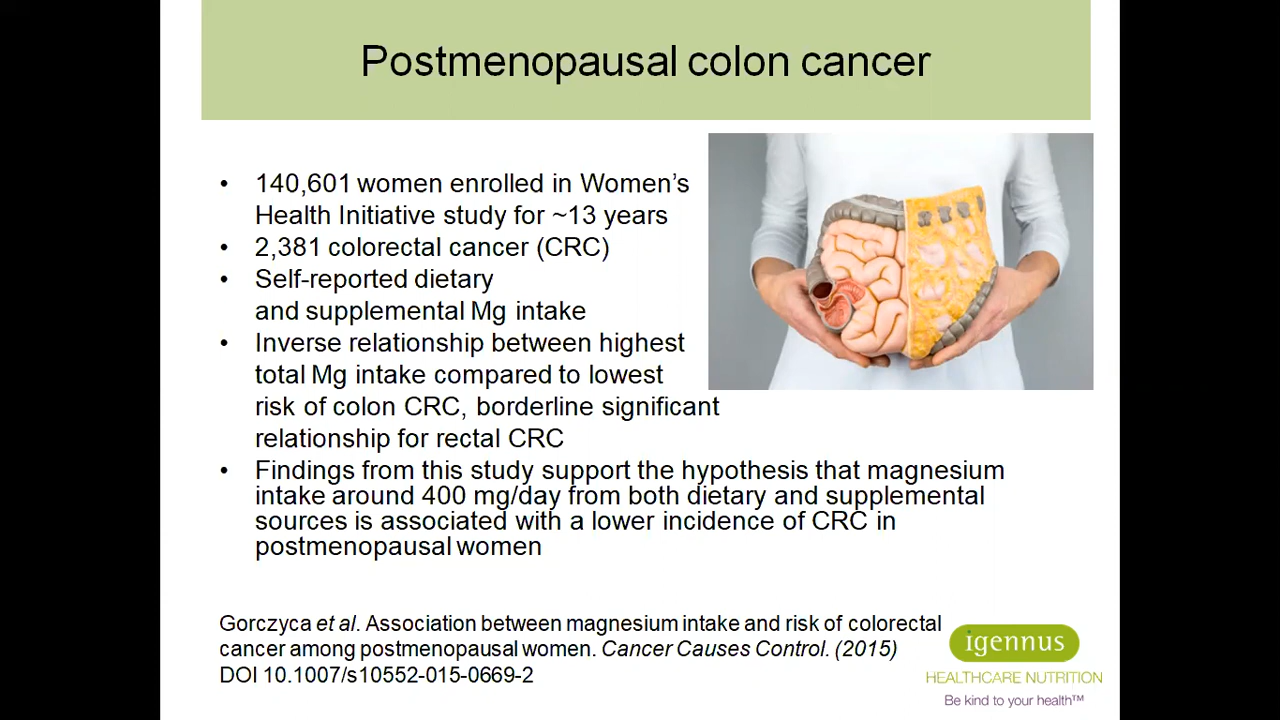 Postmenopausal colon cancer
• 140,601 women enrolled in Women's
Health Initiative study for ~13 years
• 2,381 colorectal cancer (CRC)
• Self-reported dietary
and supplemental Mg intake
• Inverse relationship between highest
total Mg intake compared to lowest
risk of colon CRC, borderline significant
relationship for rectal CRC
• Findings from this study support the hypothesis that magnesium
intake around 400 mg/day from both dietary and supplemental
sources is associated with a lower incidence of CRC in
postmenopausal women
Gorczyca et al. Association between magnesium intake and risk of colorectal
cancer among postmenopausal women. Cancer Causes Control. (2015)
DOI 10.1007/s10552-015-0669-2
igennus
HEALTHCARE NUTRITION
Be kind to your health™